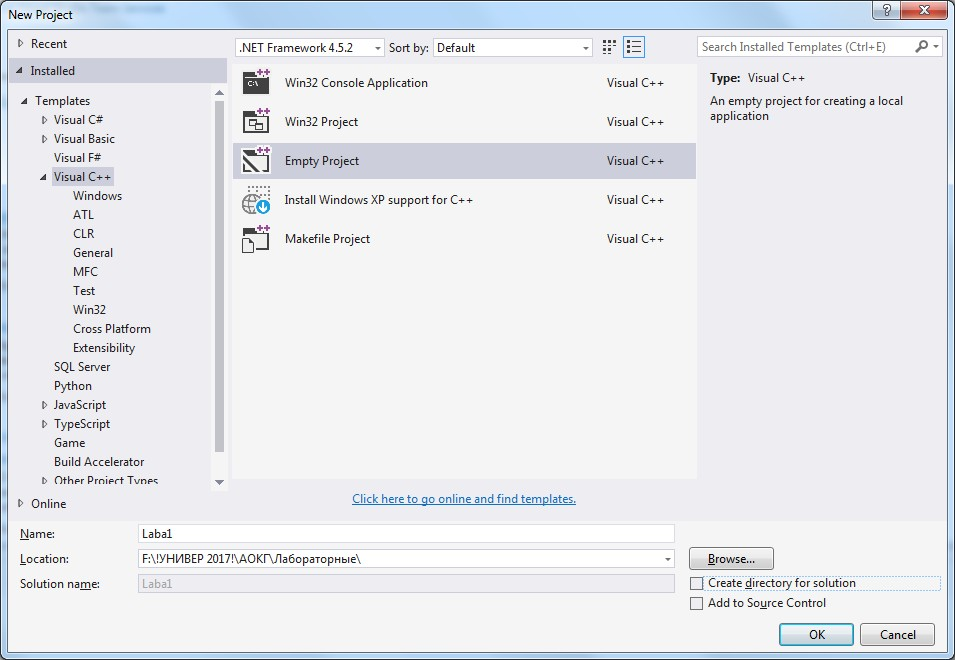 New Project
Recent
Installed
Templates
Visual C#
Visual Basic
Visual F#
Visual C++
Windows
ATL
CLR
General
MFC
Test
Win32
Cross Platform
Extensibility
SQL Server
Python
JavaScript
TypeScript
Game
Build Accelerator
Other Project Types
Online
.NET Framework 4.5.2 Sort by: Default
Win32 Console Application Visual C++
Win32 Project Visual C++
Empty Project Visual C++
Install Windows XP support for C++ Visual C++
Makefile Project Visual C++
Click here to go online and find templates.
Search Installed Templates (Ctrl+E)
Type: Visual C++
An empty project for creating a local
application
Name: Laba1
Location: F:\!УНИВЕР 2017!\АОКГ\Лабораторные\ Browse...
Solution name: Laba1
Create directory for solution
Add to Source Control
OK Cancel